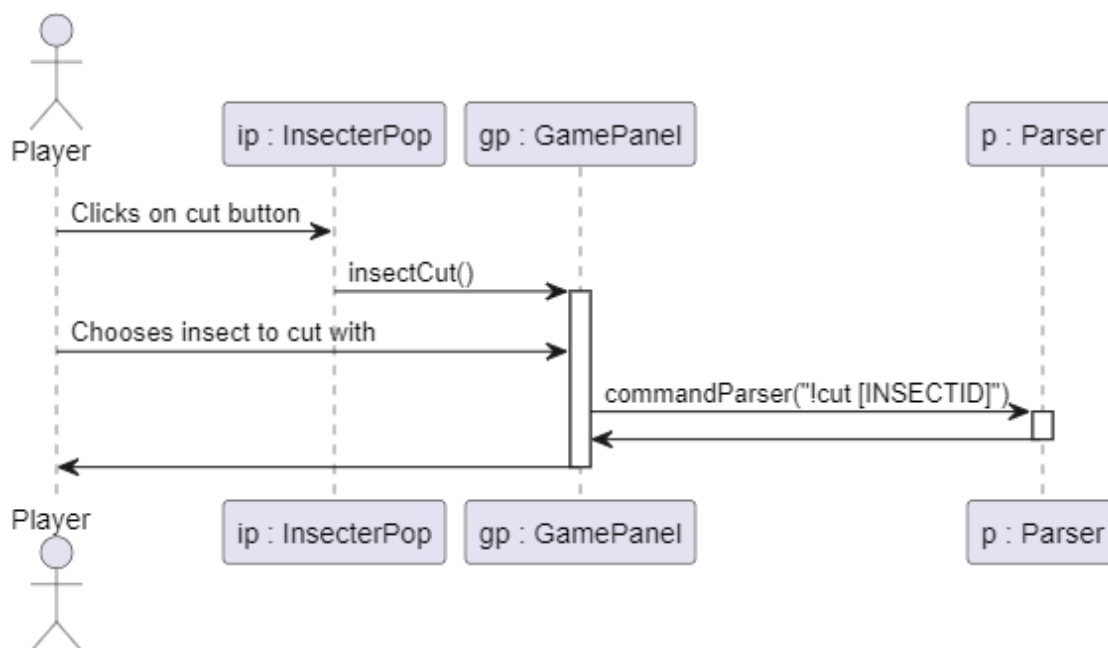 Player
ip : InsecterPop
gp : GamePanel
p : Parser
Clicks on cut button
insectCut()
Chooses insect to cut with
commandParser("!cut [INSECTID]")
Player
ip : InsecterPop
gp : GamePanel
p : Parser